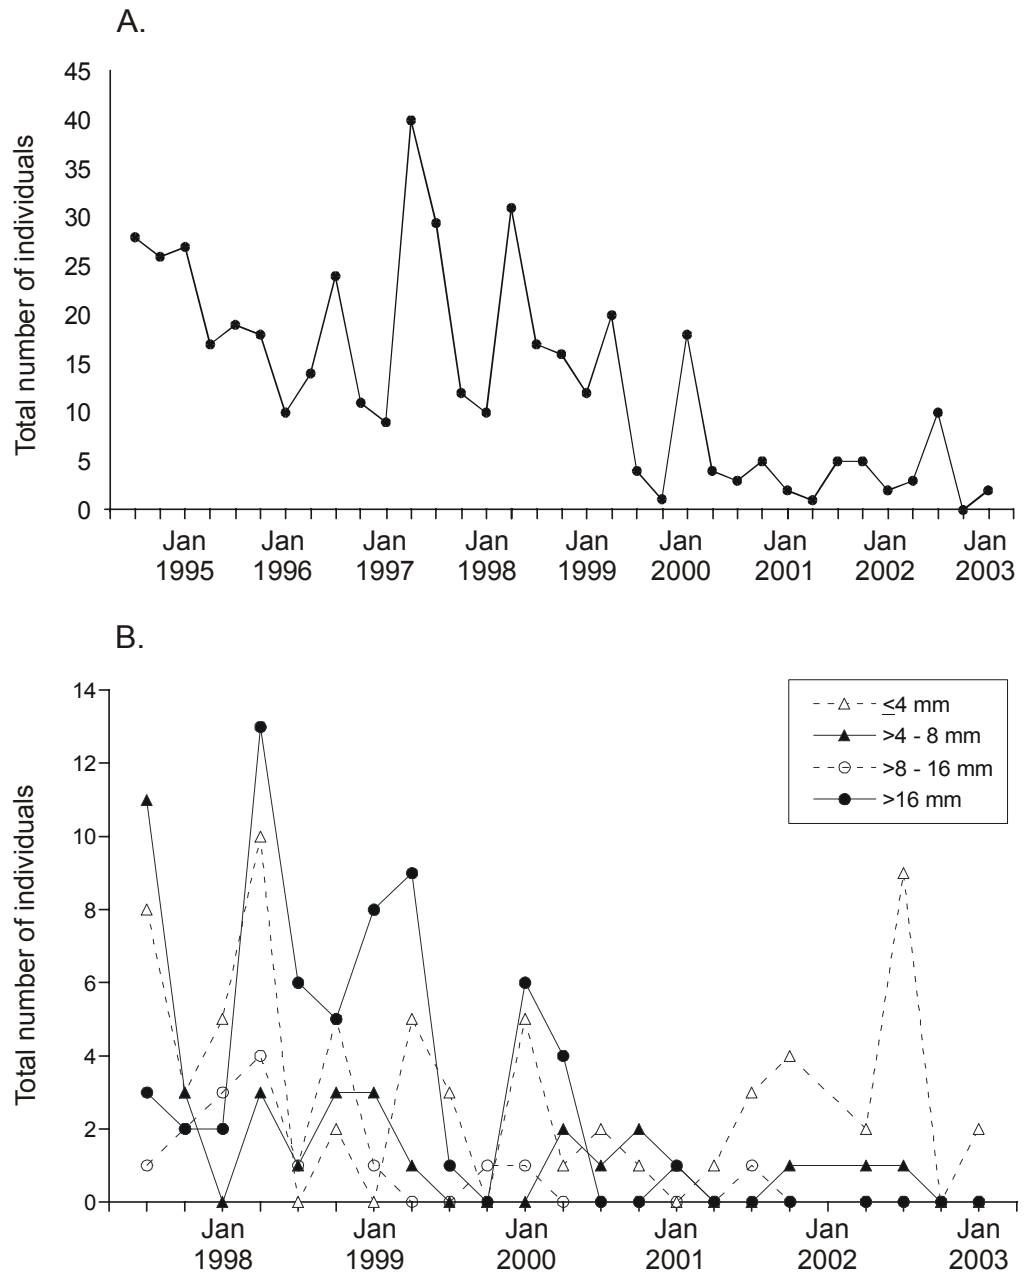 A.
Total number of individuals
45
40
35
30
25
20
15
10
5
0
Jan Jan Jan Jan Jan Jan Jan Jan Jan
1995 1996 1997 1998 1999 2000 2001 2002 2003
B.
Total number of individuals
14
12
10
8
6
4
2
0
≤4 mm
>4 - 8 mm
>8 - 16 mm
>16 mm
Jan Jan Jan Jan Jan Jan
1998 1999 2000 2001 2002 2003